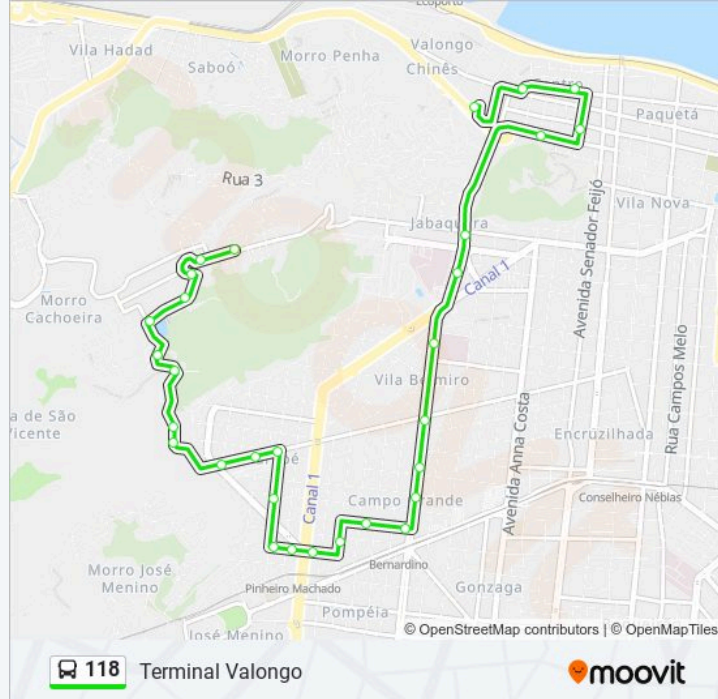 Ecoporto
Vila Hadad
Morro Penha
Valongo
Saboó
Chinês
Centro
Paquetá
Rua 3
Vila Nova
Jabaquara
Avenida Senador Feijó
Canal 1
Morro
Cachoeira
Rua Campos Melo
Vila Belmiro
a de São
Vicente
Avenida Anna Costa
Encruzilhada
Canal 1
Campo Grande
Conselheiro Nébias
Morro José
Menino
Bernardino
Pinheiro Machado
Gonzaga
Pompéia
José Menino
© OpenStreetMap contributors | © OpenMapTiles
118
Terminal Valongo
moovit